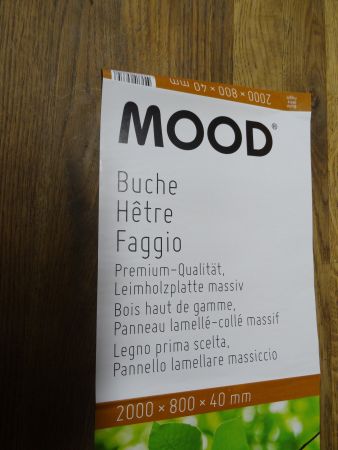 2000 × 800 × 40 mm
MOOD®
Buche
Hêtre
Faggio
Premium-Qualität,
Leimholzplatte massiv
Bois haut de gamme,
Panneau lamellé-collé massif
Legno prima scelta,
Pannello lamellare massiccio
2000 × 800 × 40 mm